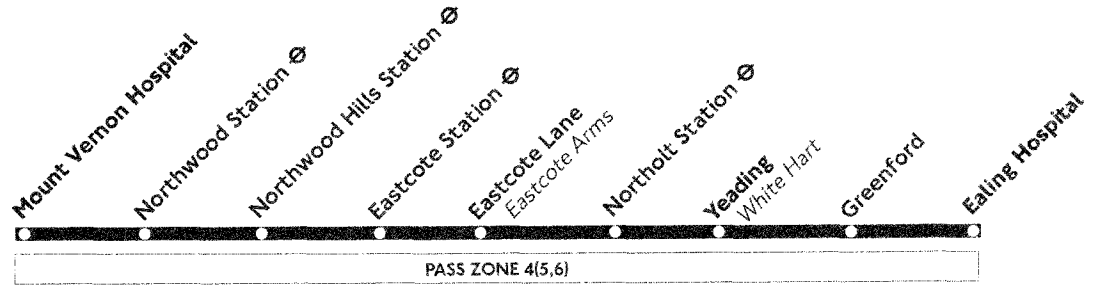 Mount Vernon Hospital
Northwood Station
Northwood Hills Station
Eastcote Station
Eastcote Lane
Eastcote Arms
Northolt Station
Yeading
White Hart
Greenford
Ealing Hospital
PASS ZONE 4(5,6)